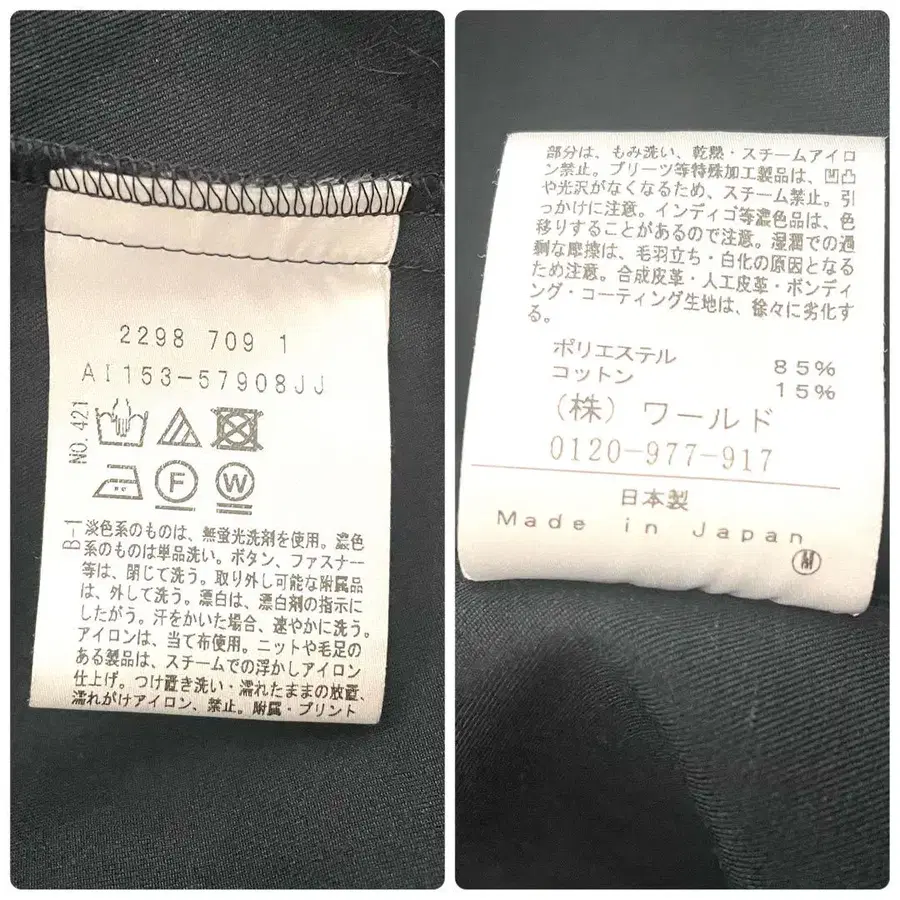 2298 709 1
AI153-57908JJ
NO. 421
F
W
B-1
淡色系のものは、無蛍光洗剤を使用。濃色
系のものは単品洗い。ボタン、ファスナー
等は、閉じて洗う。取り外し可能な附属品
は、外して洗う。漂白は、漂白剤の指示に
したがう。汗をかいた場合、速やかに洗う。
アイロンは、当て布使用。ニットや毛足の
ある製品は、スチームでの浮かしアイロン
仕上げ。つけ置き洗い・濡れたままの放置、
濡れがけアイロン、禁止。附属・プリント
部分は、もみ洗い、乾熱・スチームアイロ
ン禁止。プリーツ等特殊加工製品は、凹凸
や光沢がなくなるため、スチーム禁止。引
っかけに注意。インディゴ等濃色品は、色
移りすることがあるので注意。湿潤での過
剰な摩擦は、毛羽立ち・白化の原因となる
ため注意。合成皮革・人工皮革・ボンディ
ング・コーティング生地は、徐々に劣化す
る。
ポリエステル 85%
コットン 15%
(株) ワールド
0120-977-917
日本製
Made in Japan
M